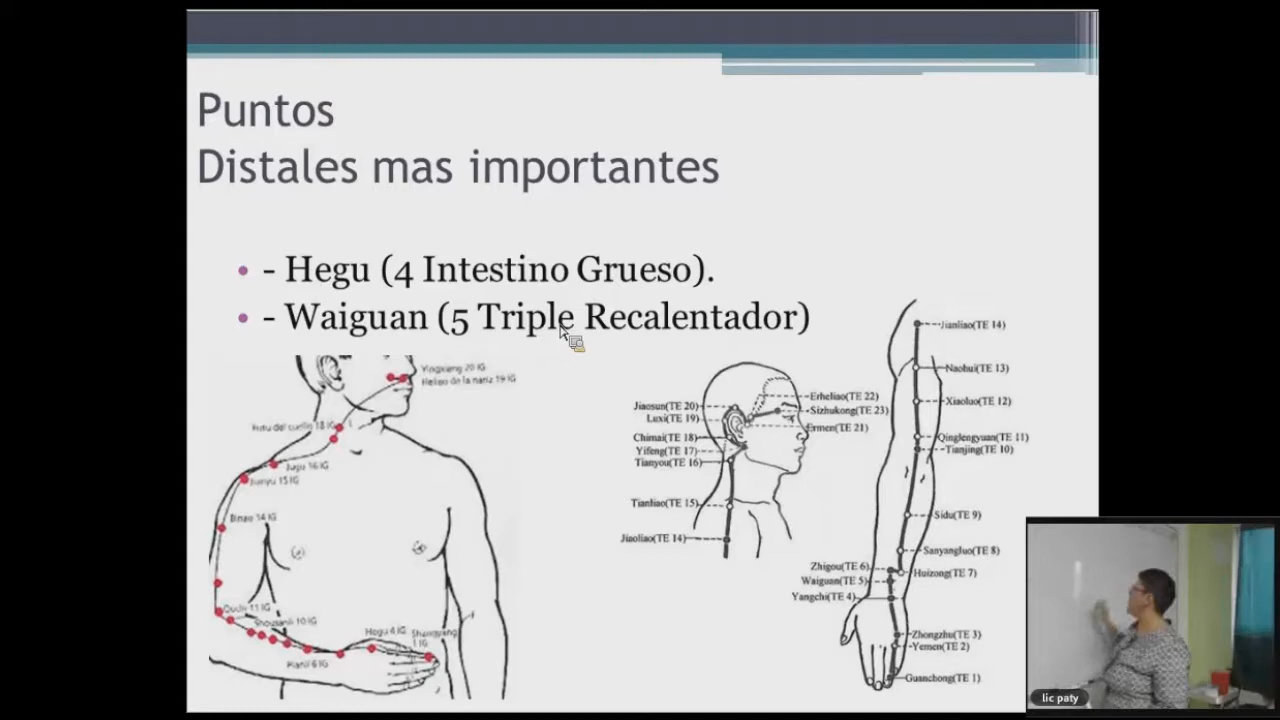 Puntos
Distales mas importantes
• - Hegu (4 Intestino Grueso).
• - Waiguan (5 Triple Recalentador)
Yingxiang 20 IG
Heliao de la nariz 19 IG
Futu del cuello 18 IG
Jugu 16 IG
Jianyu 15 IG
Binao 14 IG
Quchi 11 IG
Shousanli 10 IG
Hegu 4 IG
Shangyang
1 IG
Pianli 6 IG
Jiaosun(TE 20)
Luxi(TE 19)
Chimai(TE 18)
Yifeng(TE 17)
Tianyou(TE 16)
Tianliao(TE 15)
Jiaoliao(TE 14)
Erheliao(TE 22)
Sizhukong(TE 23)
Ermen(TE 21)
Jianliao(TE 14)
Naohui(TE 13)
Xiaoluo(TE 12)
Qinglengyuan(TE 11)
Tianjing(TE 10)
Sidu(TE 9)
Sanyangluo(TE 8)
Zhigou(TE 6)
Huizong(TE 7)
Waiguan(TE 5)
Yangchi(TE 4)
Zhongzhu(TE 3)
Yemen(TE 2)
Guanchong(TE 1)
lic paty